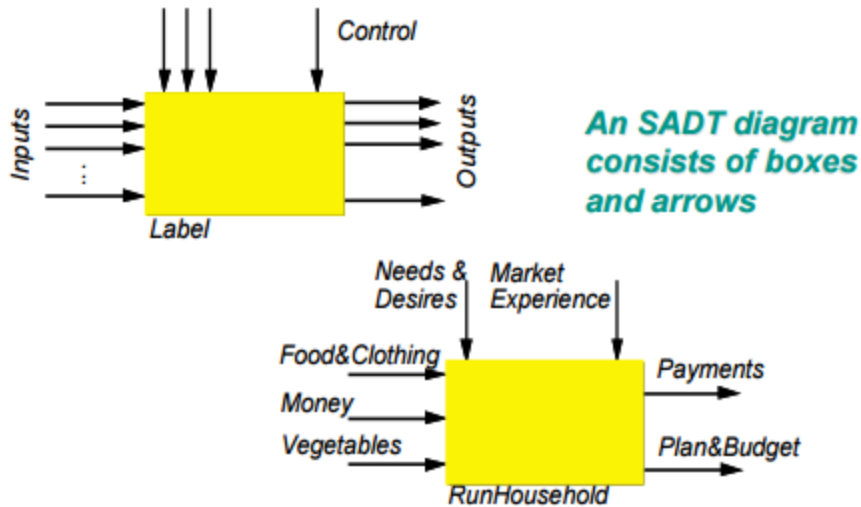 Control
Inputs
⋮
Outputs
Label
An SADT diagram
consists of boxes
and arrows
Needs &
Desires
Market
Experience
Food&Clothing
Money
Vegetables
Payments
Plan&Budget
RunHousehold